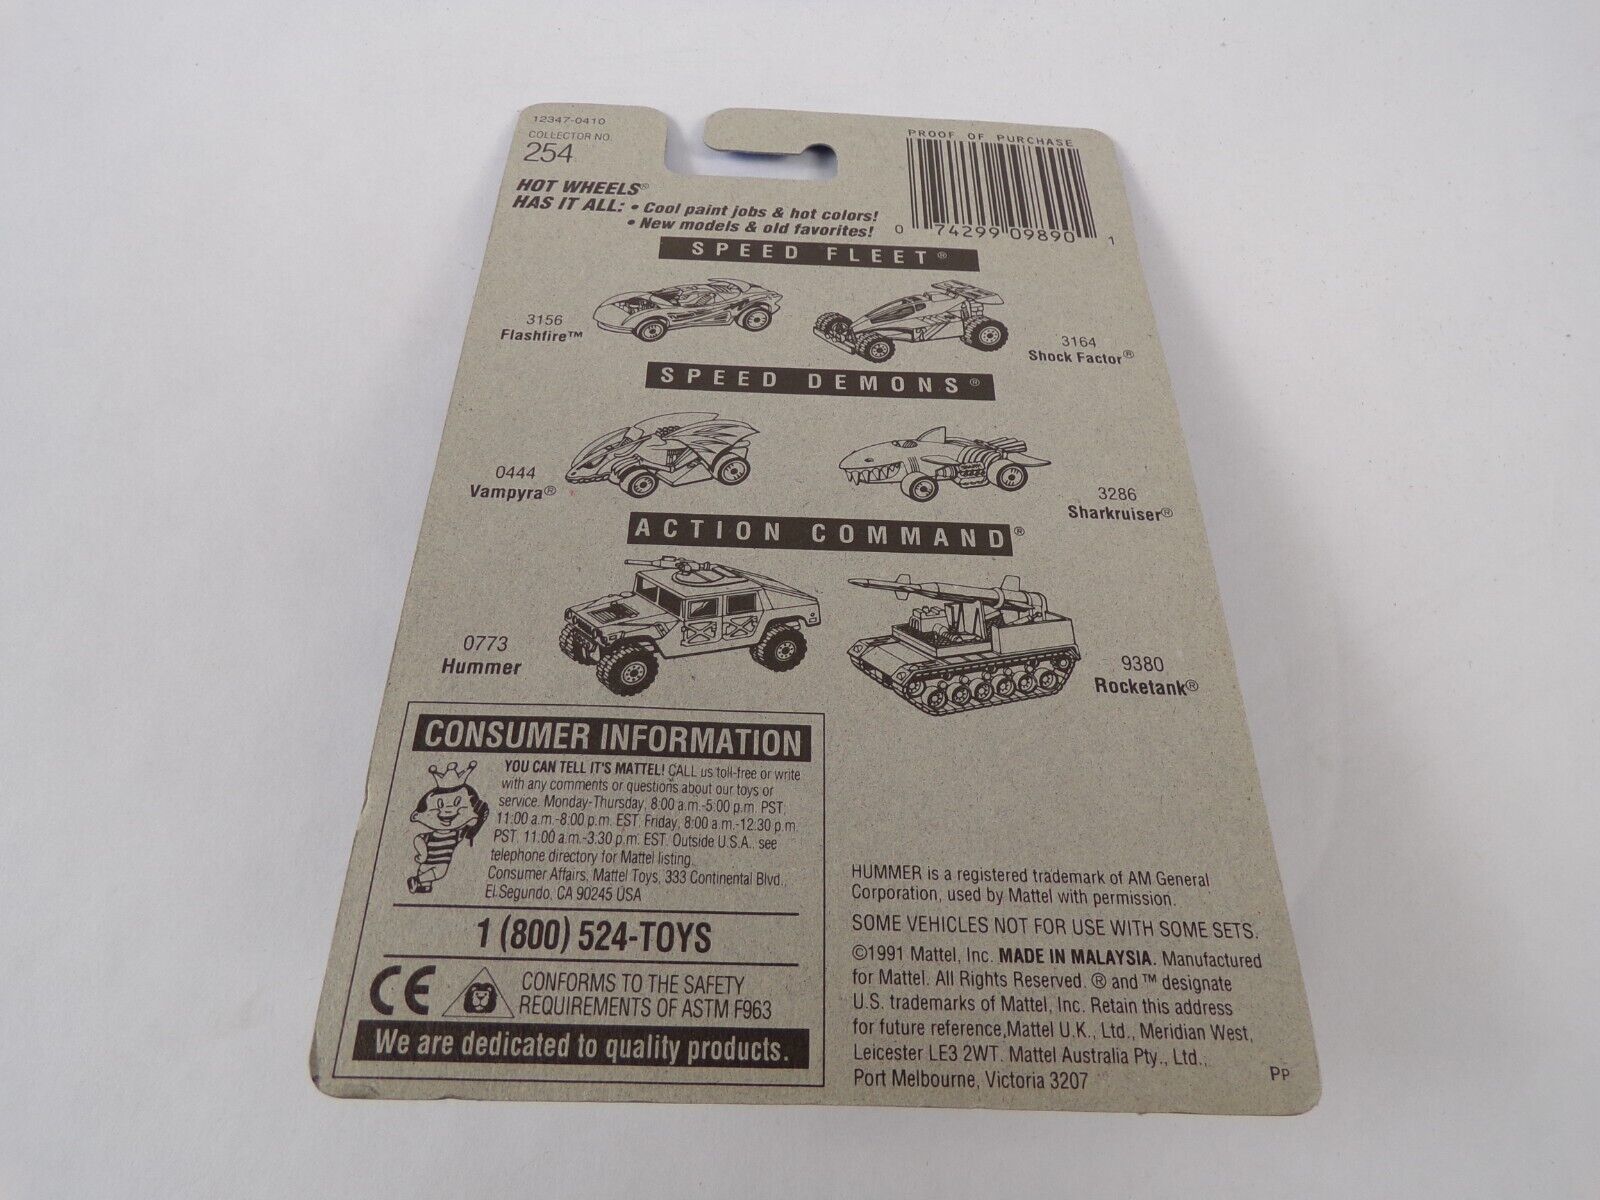 12347-0410
COLLECTOR NO.
254
PROOF OF PURCHASE
0 74299 09890 1
HOT WHEELS®
HAS IT ALL: • Cool paint jobs & hot colors!
• New models & old favorites!
SPEED FLEET®
3156
Flashfire™
3164
Shock Factor®
SPEED DEMONS®
0444
Vampyra®
3286
Sharkruiser®
ACTION COMMAND®
0773
Hummer
9380
Rocketank®
CONSUMER INFORMATION
YOU CAN TELL IT'S MATTEL! CALL us toll-free or write
with any comments or questions about our toys or
service. Monday-Thursday, 8:00 a.m.-5:00 p.m. PST;
11:00 a.m.-8:00 p.m. EST. Friday, 8:00 a.m.-12:30 p.m.
PST, 11:00 a.m.-3:30 p.m. EST. Outside U.S.A., see
telephone directory for Mattel listing.
Consumer Affairs, Mattel Toys, 333 Continental Blvd.,
El Segundo, CA 90245 USA
1 (800) 524-TOYS
CE
CONFORMS TO THE SAFETY
REQUIREMENTS OF ASTM F963
We are dedicated to quality products.
HUMMER is a registered trademark of AM General
Corporation, used by Mattel with permission.
SOME VEHICLES NOT FOR USE WITH SOME SETS.
©1991 Mattel, Inc. MADE IN MALAYSIA. Manufactured
for Mattel. All Rights Reserved. ® and ™ designate
U.S. trademarks of Mattel, Inc. Retain this address
for future reference,Mattel U.K., Ltd., Meridian West,
Leicester LE3 2WT. Mattel Australia Pty., Ltd.,
Port Melbourne, Victoria 3207
PP